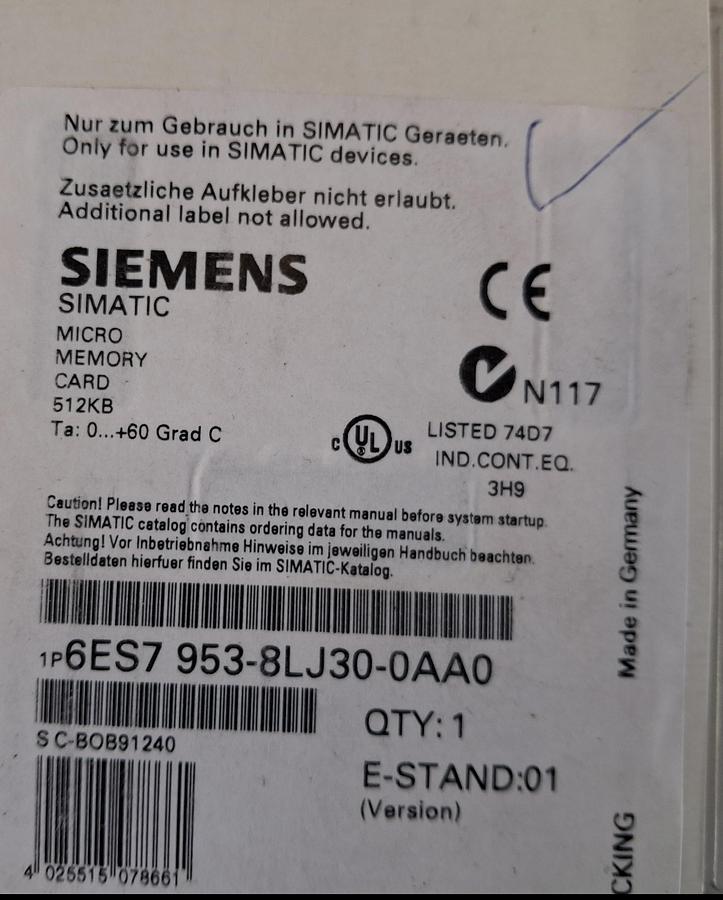 Nur zum Gebrauch in SIMATIC Geraeten.
Only for use in SIMATIC devices.
Zusaetzliche Aufkleber nicht erlaubt.
Additional label not allowed.
SIEMENS
SIMATIC
MICRO
MEMORY
CARD
512KB
Ta: 0...+60 Grad C
CE
N117
C UL US
LISTED 74D7
IND.CONT.EQ.
3H9
Caution! Please read the notes in the relevant manual before system startup.
The SIMATIC catalog contains ordering data for the manuals.
Achtung! Vor Inbetriebnahme Hinweise im jeweiligen Handbuch beachten.
Bestelldaten hierfuer finden Sie im SIMATIC-Katalog.
1P6ES7 953-8LJ30-0AA0
S C-BOB91240
QTY: 1
E-STAND:01
(Version)
4 025515 078661
Made in Germany
CKING